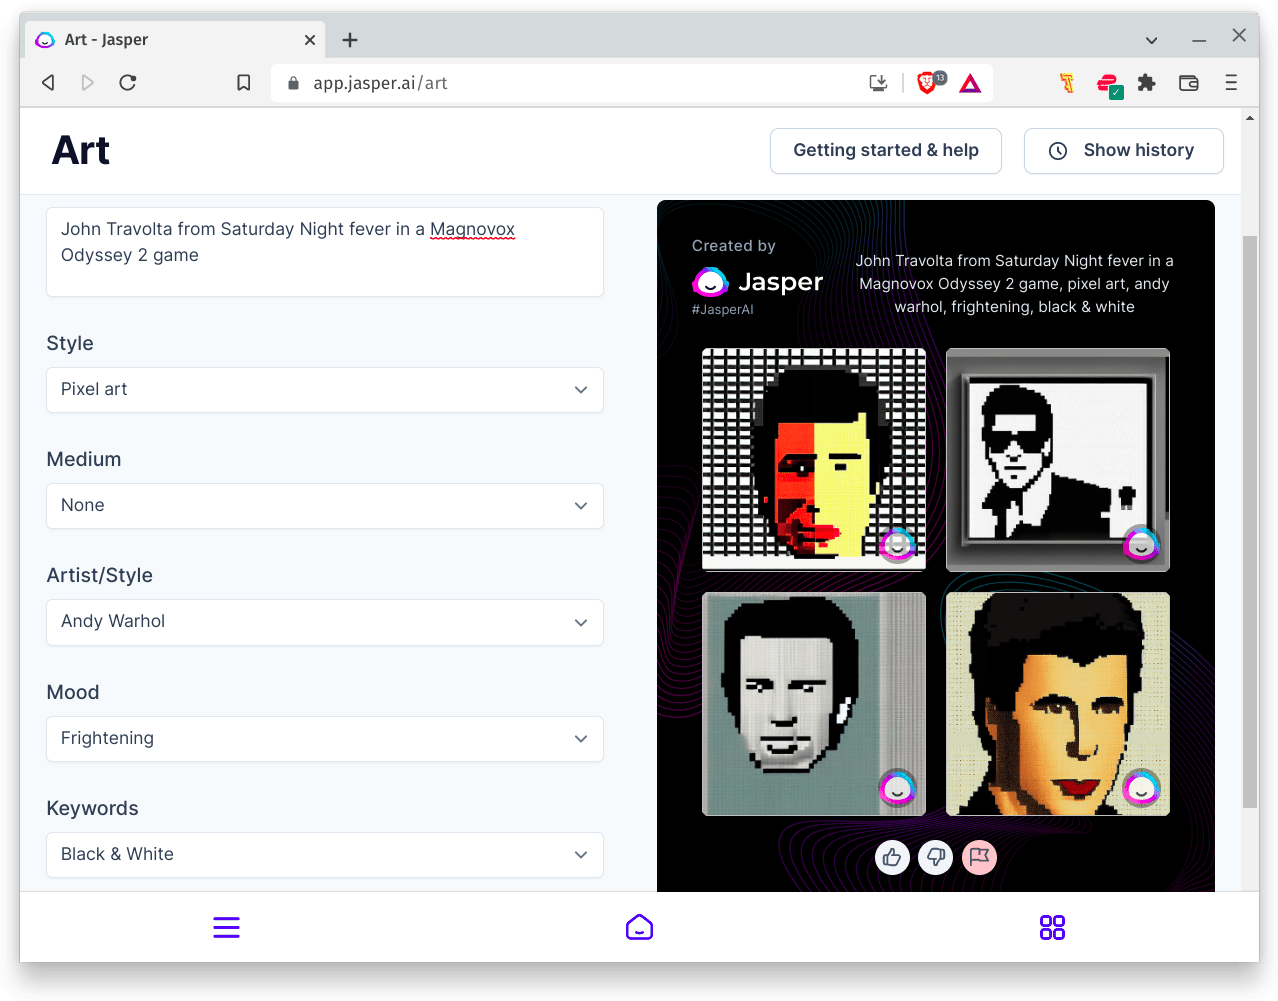 Art - Jasper
app.jasper.ai/art
13
Art
Getting started & help
Show history
John Travolta from Saturday Night fever in a Magnovox
Odyssey 2 game
Style
Pixel art
Medium
None
Artist/Style
Andy Warhol
Mood
Frightening
Keywords
Black & White
Created by
Jasper
#JasperAI
John Travolta from Saturday Night fever in a
Magnovox Odyssey 2 game, pixel art, andy
warhol, frightening, black & white